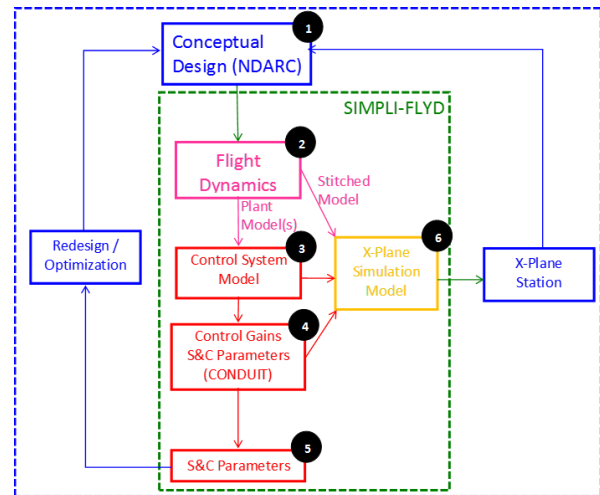 1
Conceptual
Design (NDARC)
SIMPLI-FLYD
2
Flight
Dynamics
Stitched
Model
Plant
Model(s)
6
Redesign /
Optimization
3
Control System
Model
X-Plane
Simulation
Model
X-Plane
Station
4
Control Gains
S&C Parameters
(CONDUIT)
5
S&C Parameters